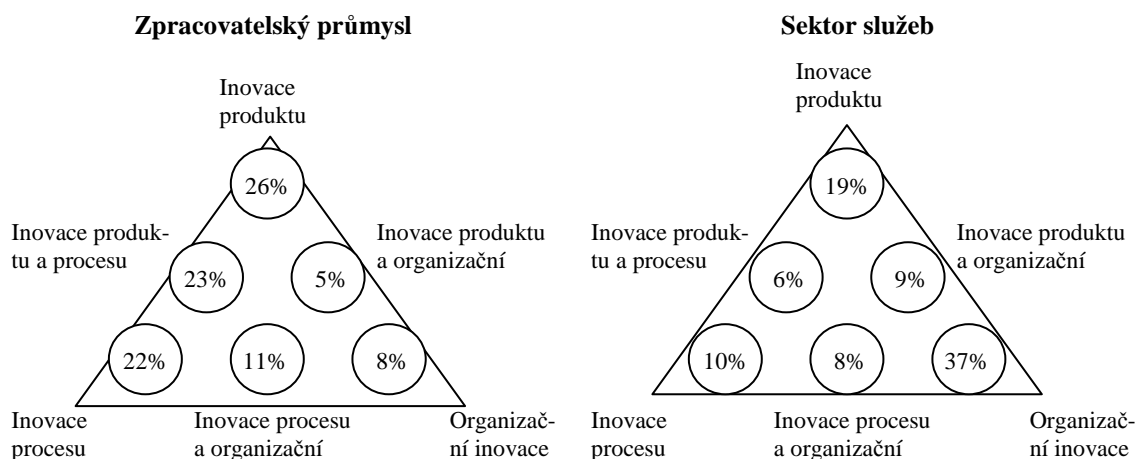 Zpracovatelský průmysl
Inovace
produktu
26%
Inovace produk-
tu a procesu
Inovace produktu
a organizační
23%
5%
22%
11%
8%
Inovace
procesu
Inovace procesu
a organizační
Organizač-
ní inovace
Sektor služeb
Inovace
produktu
19%
Inovace produk-
tu a procesu
Inovace produktu
a organizační
6%
9%
10%
8%
37%
Inovace
procesu
Inovace procesu
a organizační
Organizač-
ní inovace